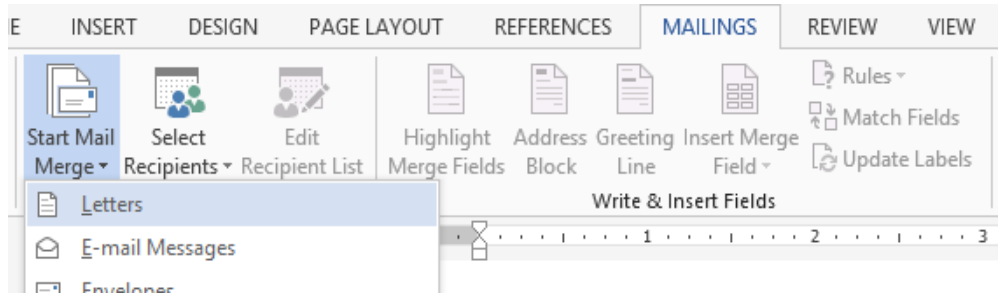 E INSERT DESIGN PAGE LAYOUT REFERENCES MAILINGS REVIEW VIEW
Start Mail Merge
Select Recipients
Edit Recipient List
Highlight Merge Fields
Address Block
Greeting Line
Insert Merge Field
Rules
Match Fields
Update Labels
Write & Insert Fields
Letters
E-mail Messages
Envelopes
1 2 3